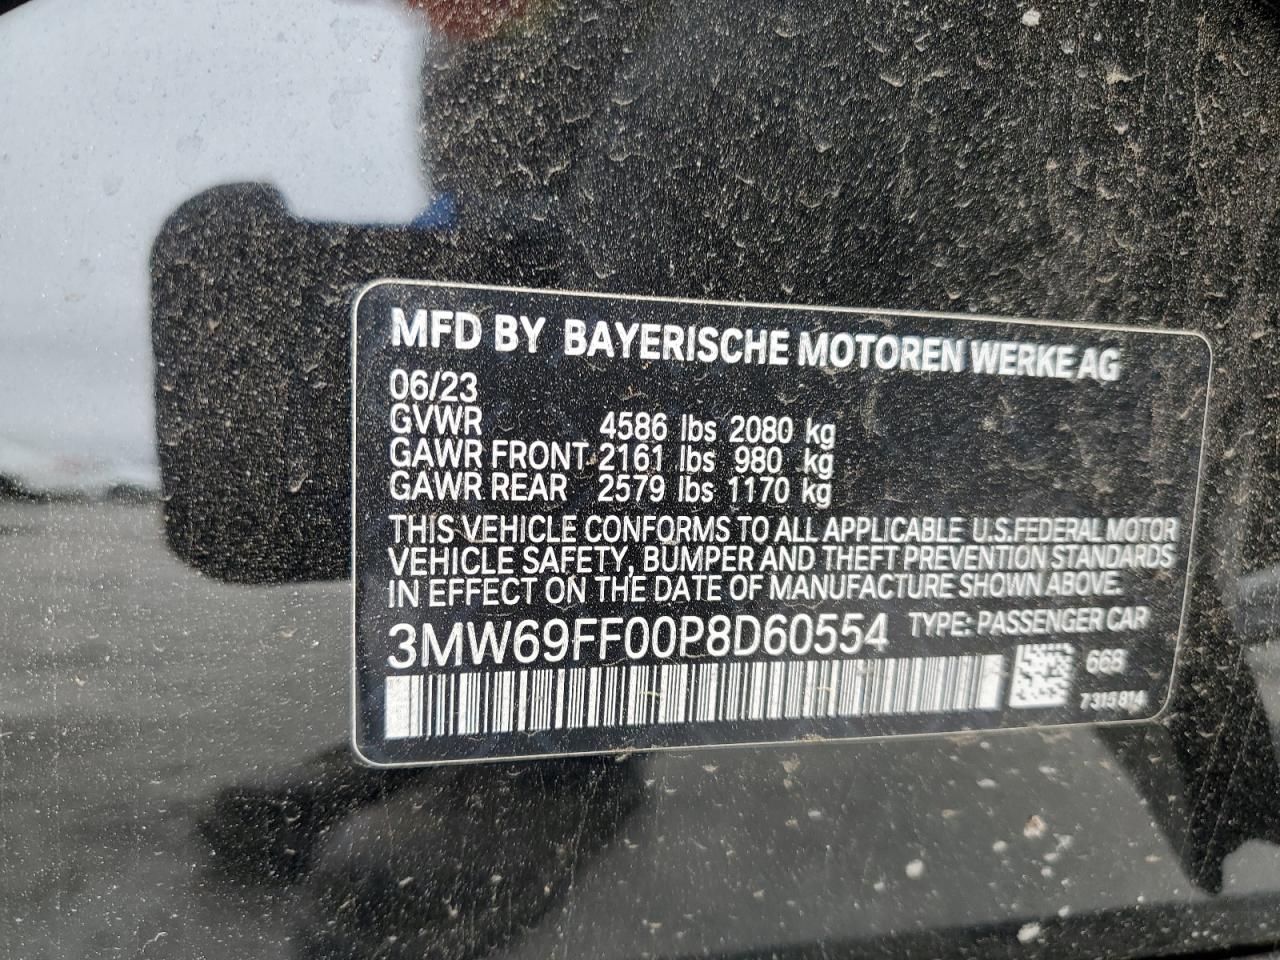 MFD BY BAYERISCHE MOTOREN WERKE AG
06/23
GVWR 4586 lbs 2080 kg
GAWR FRONT 2161 lbs 980 kg
GAWR REAR 2579 lbs 1170 kg
THIS VEHICLE CONFORMS TO ALL APPLICABLE U.S. FEDERAL MOTOR
VEHICLE SAFETY, BUMPER AND THEFT PREVENTION STANDARDS
IN EFFECT ON THE DATE OF MANUFACTURE SHOWN ABOVE.
3MW69FF00P8D60554 TYPE: PASSENGER CAR
668
7315814